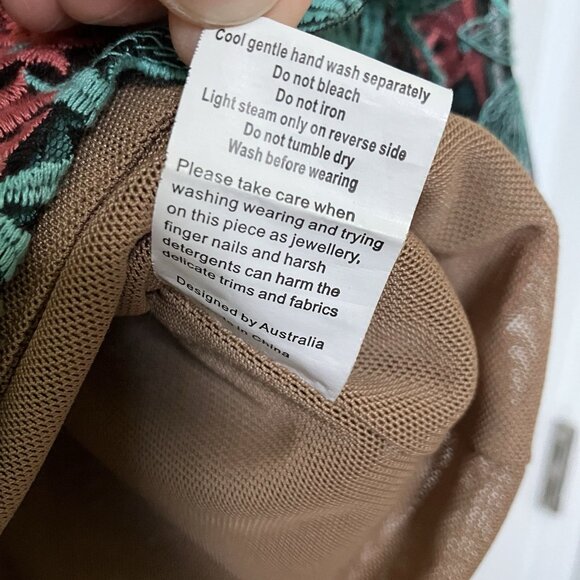 Cool gentle hand wash separately
Do not bleach
Do not iron
Light steam only on reverse side
Do not tumble dry
Wash before wearing
Please take care when
washing wearing and trying
on this piece as jewellery,
finger nails and harsh
detergents can harm the
delicate trims and fabrics
Designed by Australia
in China